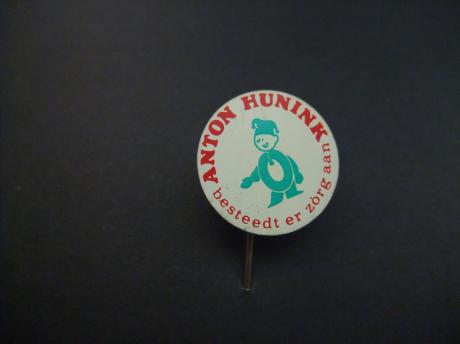 ANTON HUNINK
besteedt er zorg aan